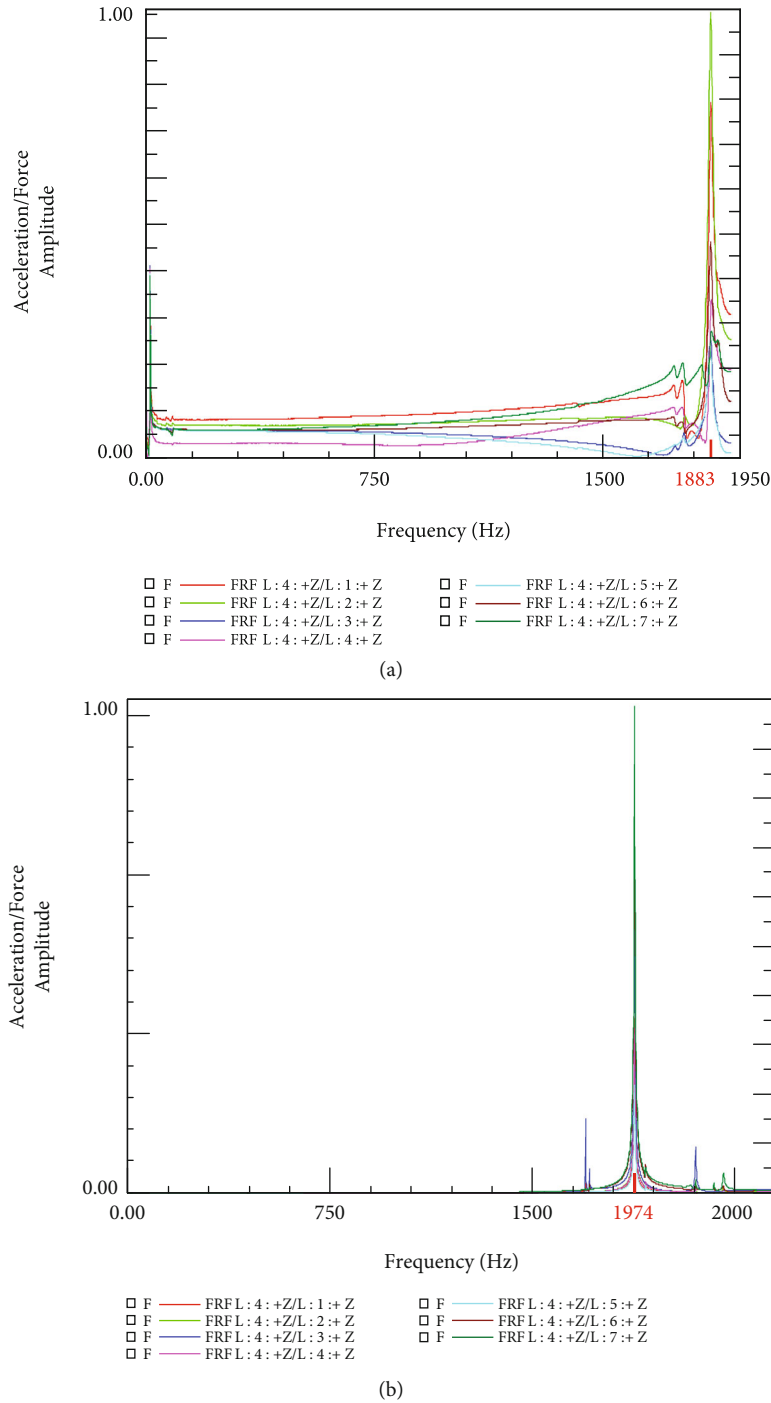 1.00
Acceleration/Force
Amplitude
0.00
0.00 750 1500 1883 1950
Frequency (Hz)
F FRF L : 4 : +Z/L : 1 :+ Z
F FRF L : 4 : +Z/L : 2 :+ Z
F FRF L : 4 : +Z/L : 3 :+ Z
F FRF L : 4 : +Z/L : 4 :+ Z
F FRF L : 4 : +Z/L : 5 :+ Z
F FRF L : 4 : +Z/L : 6 :+ Z
F FRF L : 4 : +Z/L : 7 :+ Z
(a)
1.00
Acceleration/Force
Amplitude
0.00
0.00 750 1500 1974 2000
Frequency (Hz)
F FRF L : 4 : +Z/L : 1 :+ Z
F FRF L : 4 : +Z/L : 2 :+ Z
F FRF L : 4 : +Z/L : 3 :+ Z
F FRF L : 4 : +Z/L : 4 :+ Z
F FRF L : 4 : +Z/L : 5 :+ Z
F FRF L : 4 : +Z/L : 6 :+ Z
F FRF L : 4 : +Z/L : 7 :+ Z
(b)